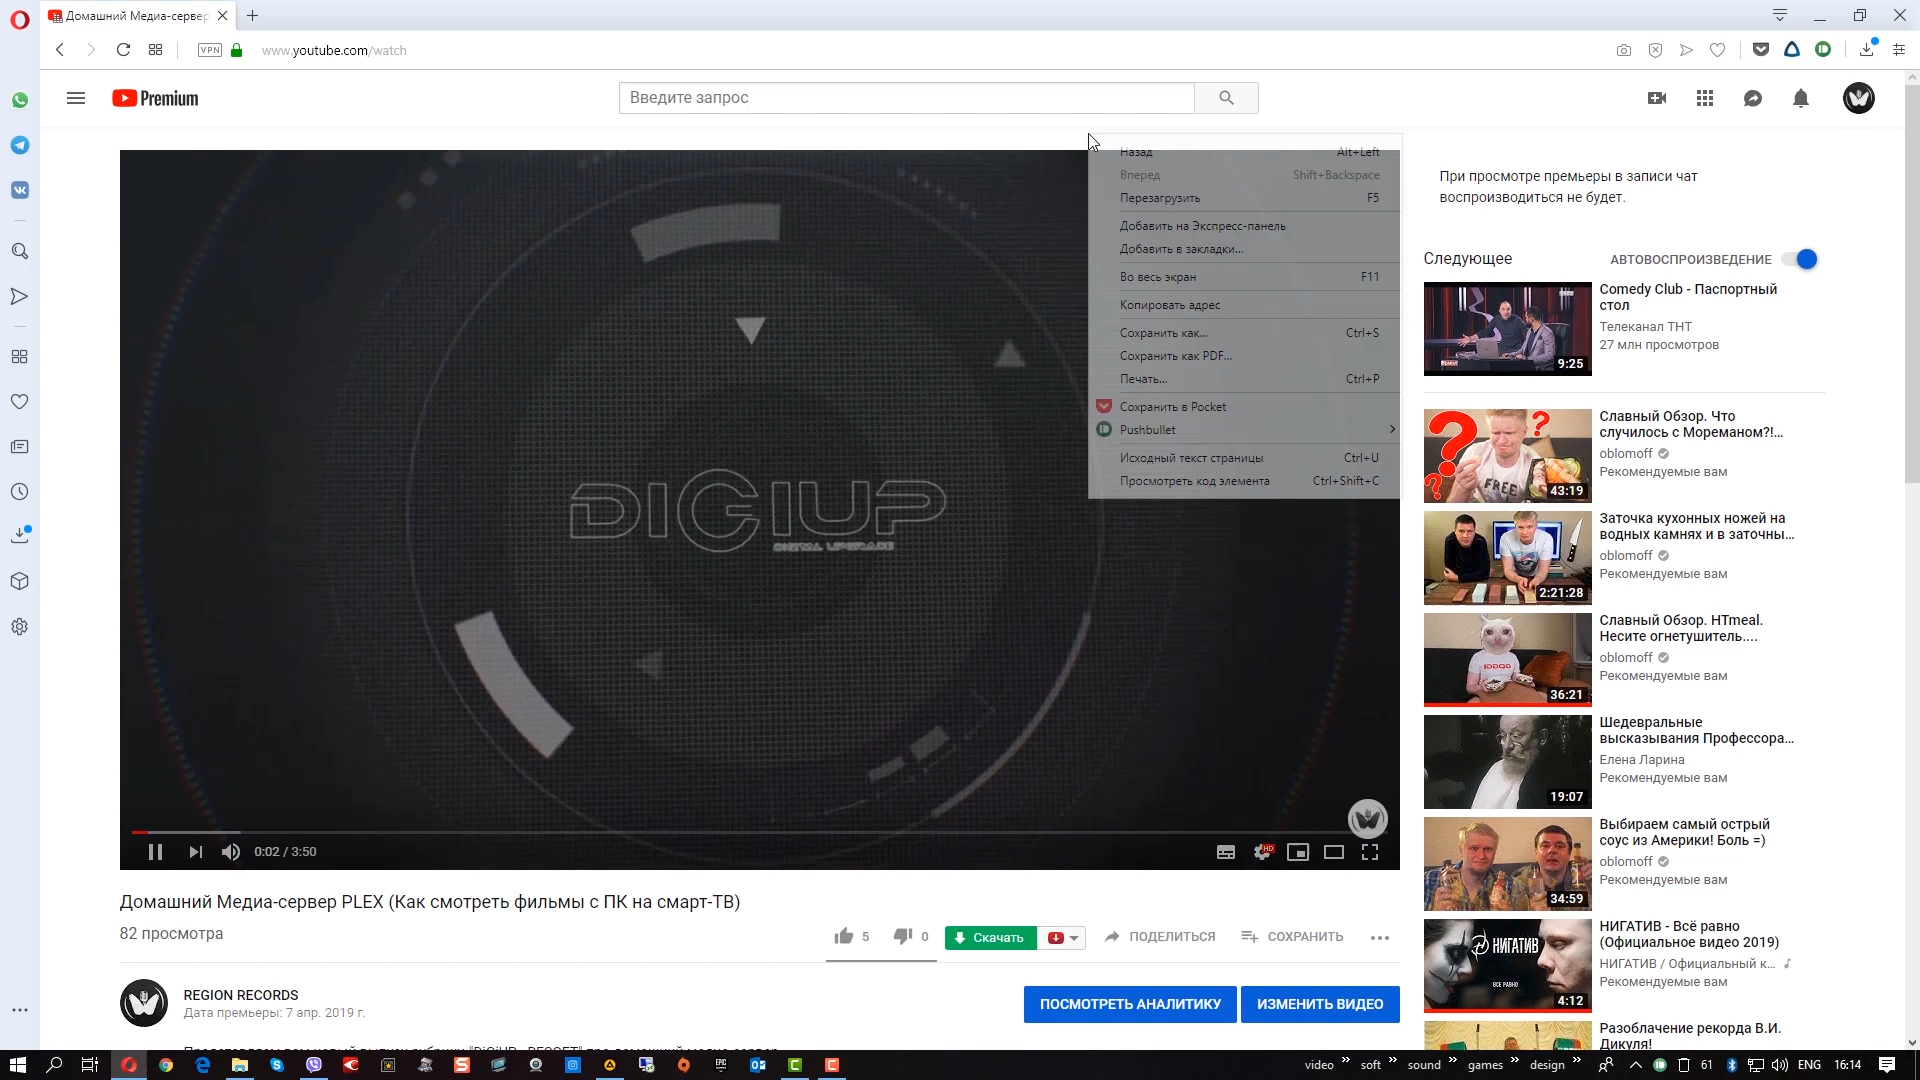 Домашний Медиа-сервер
VPN
www.youtube.com/watch
Premium
Введите запрос
Назад Alt+Left
Вперед Shift+Backspace
Перезагрузить F5
Добавить на Экспресс-панель
Добавить в закладки...
Во весь экран F11
Копировать адрес
Сохранить как... Ctrl+S
Сохранить как PDF...
Печать... Ctrl+P
Сохранить в Pocket
Pushbullet
Исходный текст страницы Ctrl+U
Просмотреть код элемента Ctrl+Shift+C
DIGIUP
DIGITAL UPGRADE
0:02 / 3:50
HD
Домашний Медиа-сервер PLEX (Как смотреть фильмы с ПК на смарт-ТВ)
82 просмотра
5
0
Скачать
ПОДЕЛИТЬСЯ
СОХРАНИТЬ
REGION RECORDS
Дата премьеры: 7 апр. 2019 г.
ПОСМОТРЕТЬ АНАЛИТИКУ
ИЗМЕНИТЬ ВИДЕО
При просмотре премьеры в записи чат
воспроизводиться не будет.
Следующее
АВТОВОСПРОИЗВЕДЕНИЕ
9:25
Comedy Club - Паспортный
стол
Телеканал ТНТ
27 млн просмотров
FREE
43:19
Славный Обзор. Что
случилось с Мореманом?!...
oblomoff
Рекомендуемые вам
2:21:28
Заточка кухонных ножей на
водных камнях и в заточны...
oblomoff
Рекомендуемые вам
36:21
Славный Обзор. HTmeal.
Несите огнетушитель....
oblomoff
Рекомендуемые вам
19:07
Шедевральные
высказывания Профессора...
Елена Ларина
Рекомендуемые вам
34:59
Выбираем самый острый
соус из Америки! Боль =)
oblomoff
Рекомендуемые вам
НИГАТИВ
ВСЕ РАВНО
4:12
НИГАТИВ - Всё равно
(Официальное видео 2019)
НИГАТИВ / Официальный к...
Рекомендуемые вам
Разоблачение рекорда В.И.
Дикуля!
video
soft
sound
games
design
61
ENG
16:14